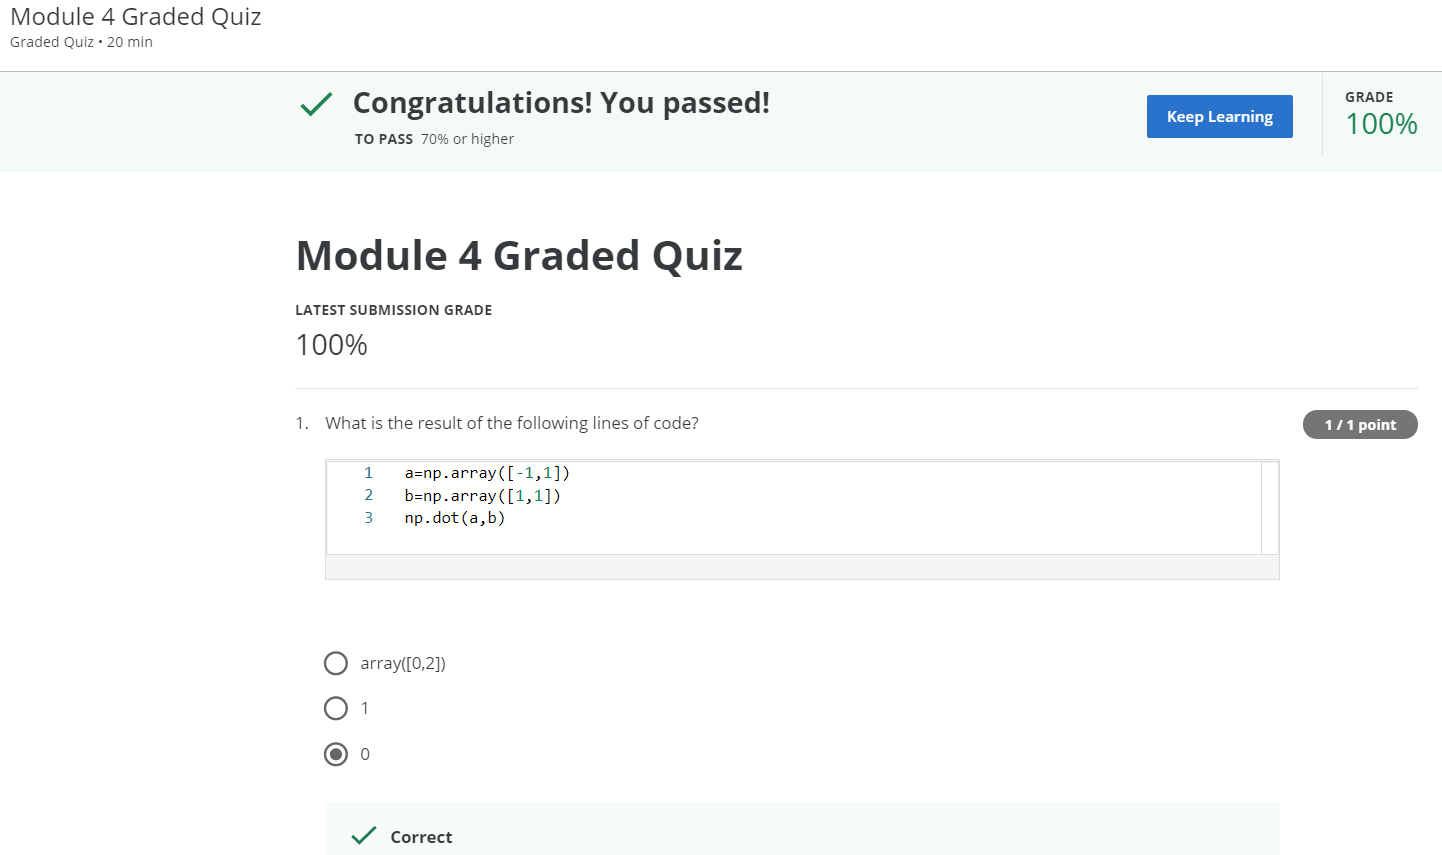 Module 4 Graded Quiz
Graded Quiz • 20 min
Congratulations! You passed!
TO PASS 70% or higher
Keep Learning
GRADE
100%
Module 4 Graded Quiz
LATEST SUBMISSION GRADE
100%
1. What is the result of the following lines of code?
1 / 1 point
1 a=np.array([-1,1])
2 b=np.array([1,1])
3 np.dot(a,b)
array([0,2])
1
0
Correct